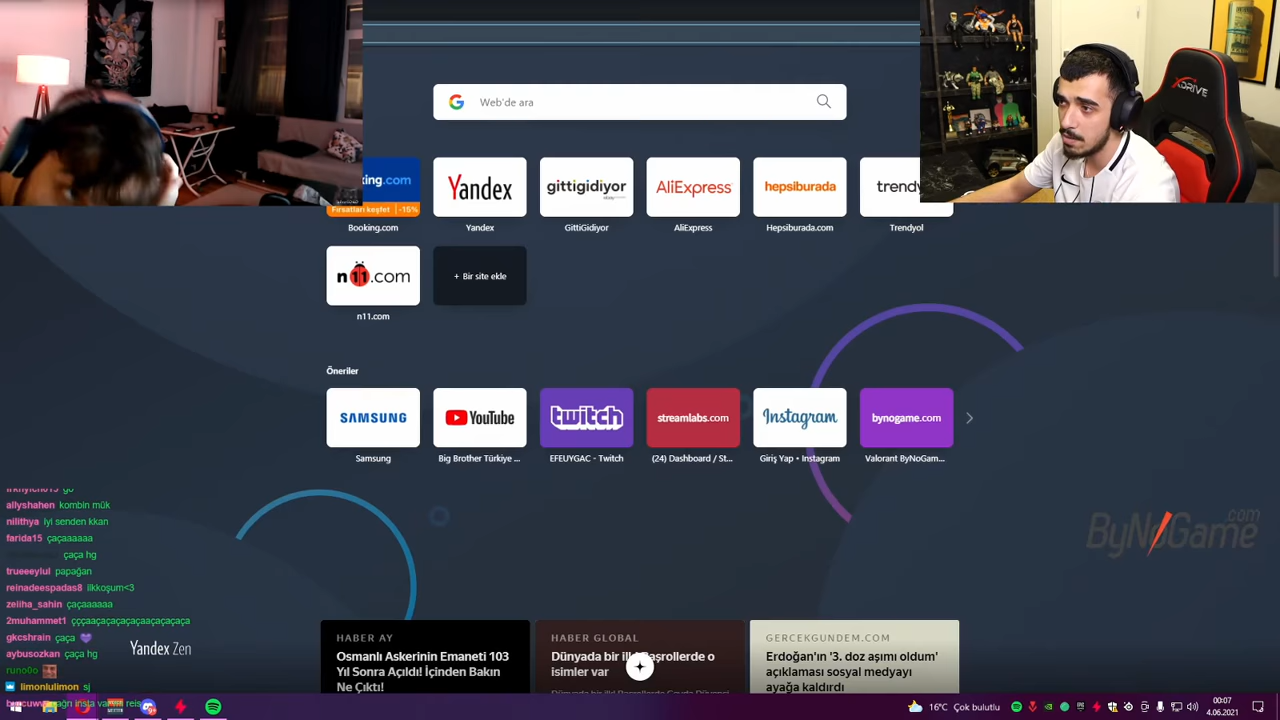 Web'de ara
king.com
Fırsatları keşfet -15%
Booking.com
Yandex
Yandex
gittigidiyor
GittiGidiyor
AliExpress
AliExpress
hepsiburada
Hepsiburada.com
trendy
Trendyol
XDRIVE
n11.com
n11.com
+ Bir site ekle
Öneriler
SAMSUNG
Samsung
YouTube
Big Brother Türkiye ...
twitch
EFEUYGAC - Twitch
streamlabs.com
(24) Dashboard / St...
Instagram
Giriş Yap • Instagram
bynogame.com
Valorant ByNoGam...
allyshahen kombin mük
nilithya iyi senden kkan
farida15 çaçaaaaaa
çaça hg
trueeeylul papağan
reinadeespadas8 ilkkoşum<3
zeliha_sahin çaçaaaaaa
2muhammet1 çççaaçaçaçaçaçaaçaçaçaça
gkcshrain çaça 💜
aybusozkan çaça hg
runo0o
limonlulimon sj
ByNoGame.com
Yandex Zen
HABER AY
Osmanlı Askerinin Emaneti 103
Yıl Sonra Açıldı! İçinden Bakın
Ne Çıktı!
HABER GLOBAL
Dünyada bir ilk! Başrollerde o
isimler var
GERCEKGUNDEM.COM
Erdoğan'ın '3. doz aşımı oldum'
açıklaması sosyal medyayı
ayağa kaldırdı
16°C Çok bulutlu
00:07
4.06.2021